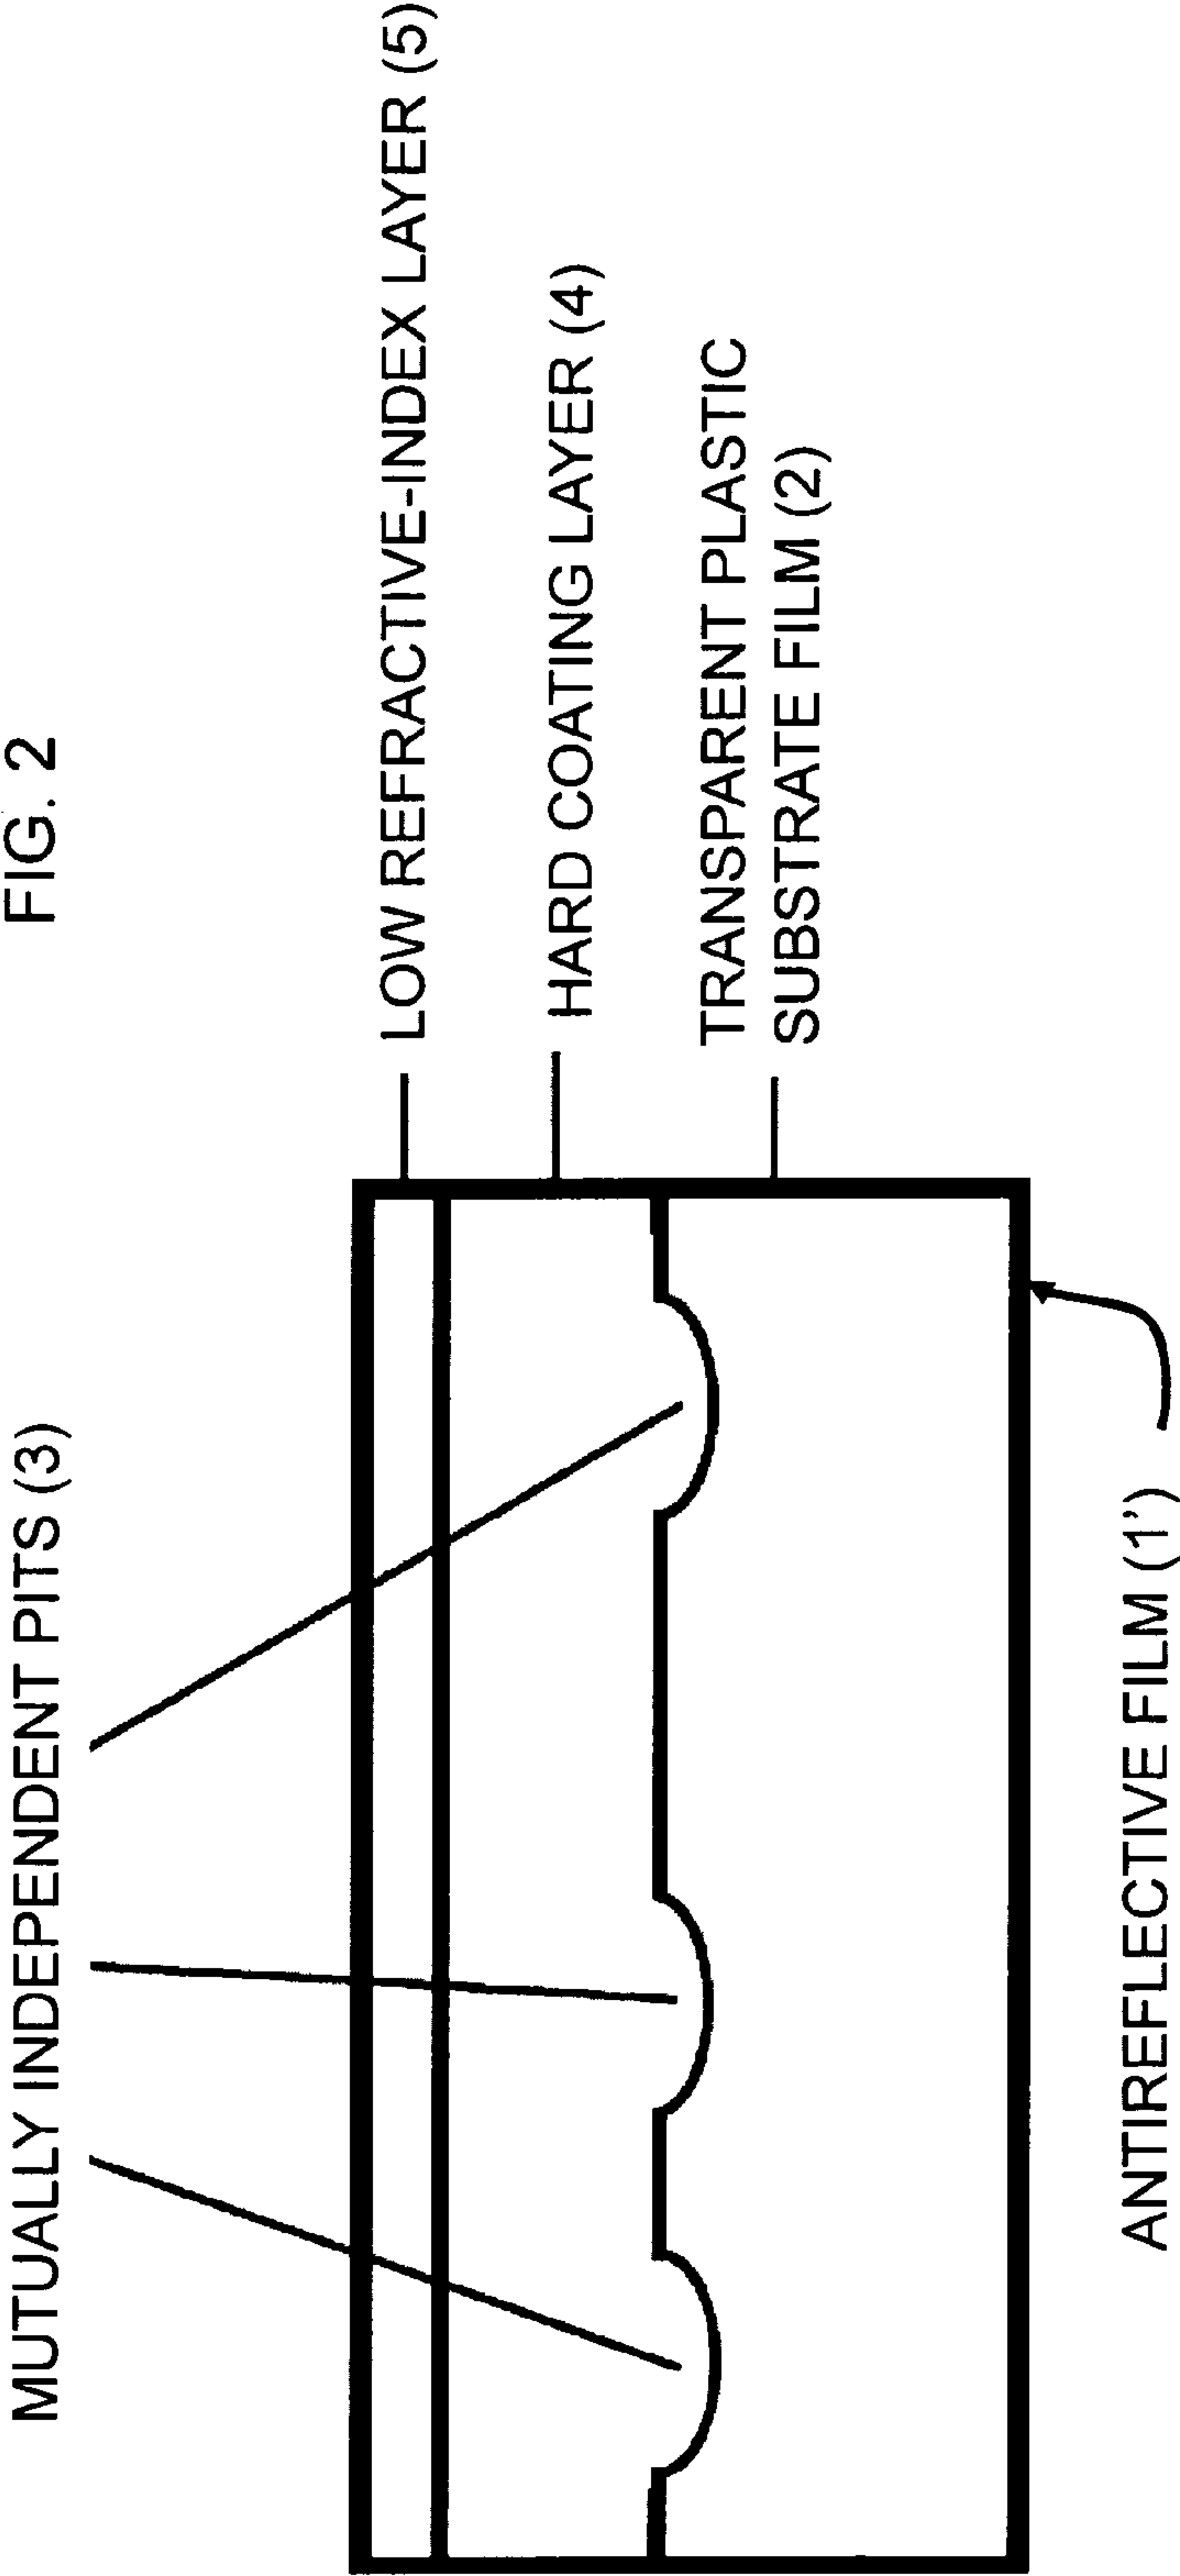 FIG. 2
MUTUALLY INDEPENDENT PITS (3)
LOW REFRACTIVE-INDEX LAYER (5)
HARD COATING LAYER (4)
TRANSPARENT PLASTIC
SUBSTRATE FILM (2)
ANTIREFLECTIVE FILM (1')